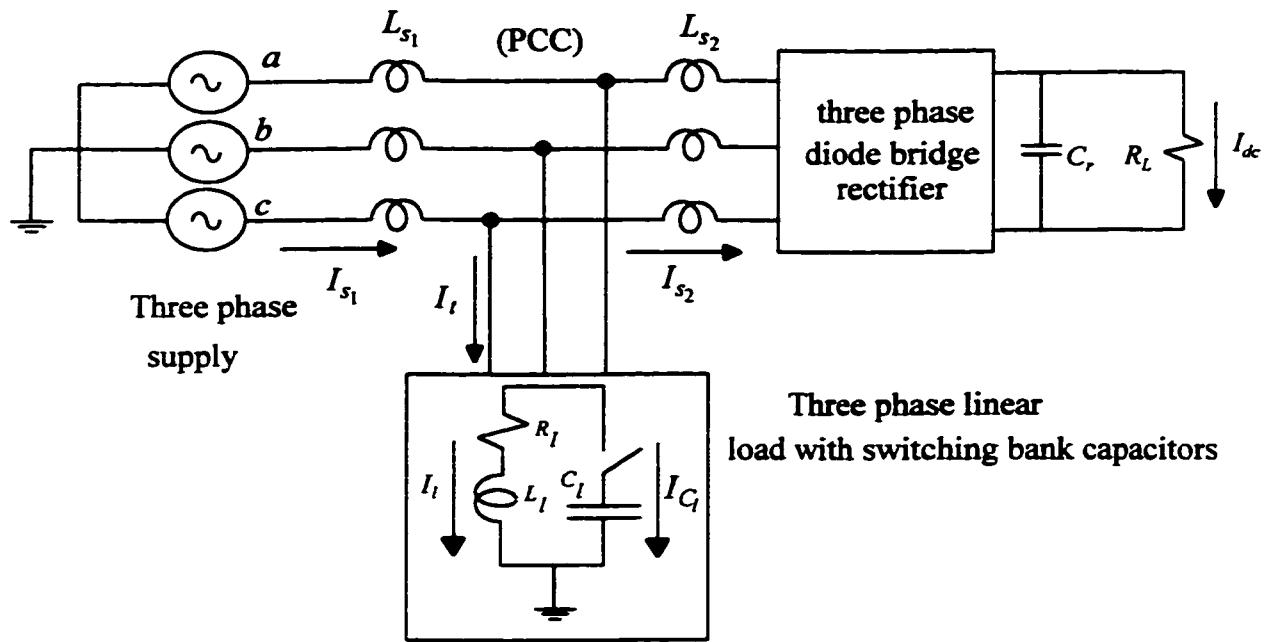 L_{s_1}
(PCC)
L_{s_2}
a
b
c
three phase
diode bridge
rectifier
C_r
R_L
I_{dc}
I_{s_1}
I_t
I_{s_2}
Three phase
supply
R_l
I_l
L_l
C_l
I_{C_l}
Three phase linear
load with switching bank capacitors